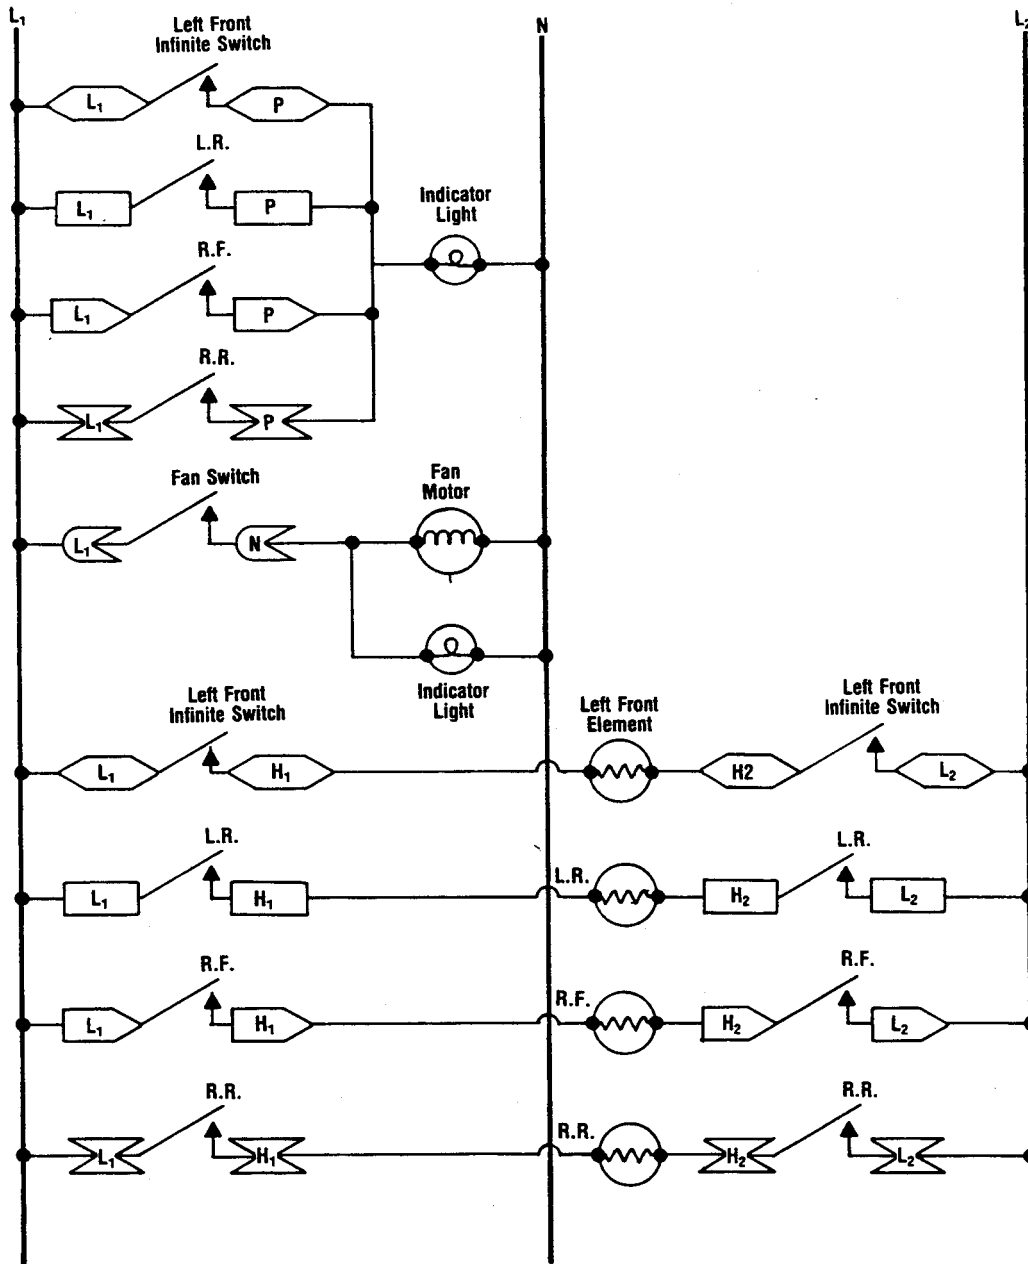 L₁
N
L₂
Left Front
Infinite Switch
L₁
P
L.R.
L₁
P
Indicator
Light
R.F.
L₁
P
R.R.
L₁
P
Fan Switch
Fan
Motor
L₁
N
Indicator
Light
Left Front
Infinite Switch
Left Front
Element
Left Front
Infinite Switch
L₁
H₁
H2
L₂
L.R.
L.R.
L.R.
L₁
H₁
H₂
L₂
R.F.
R.F.
R.F.
L₁
H₁
H₂
L₂
R.R.
R.R.
R.R.
L₁
H₁
H₂
L₂